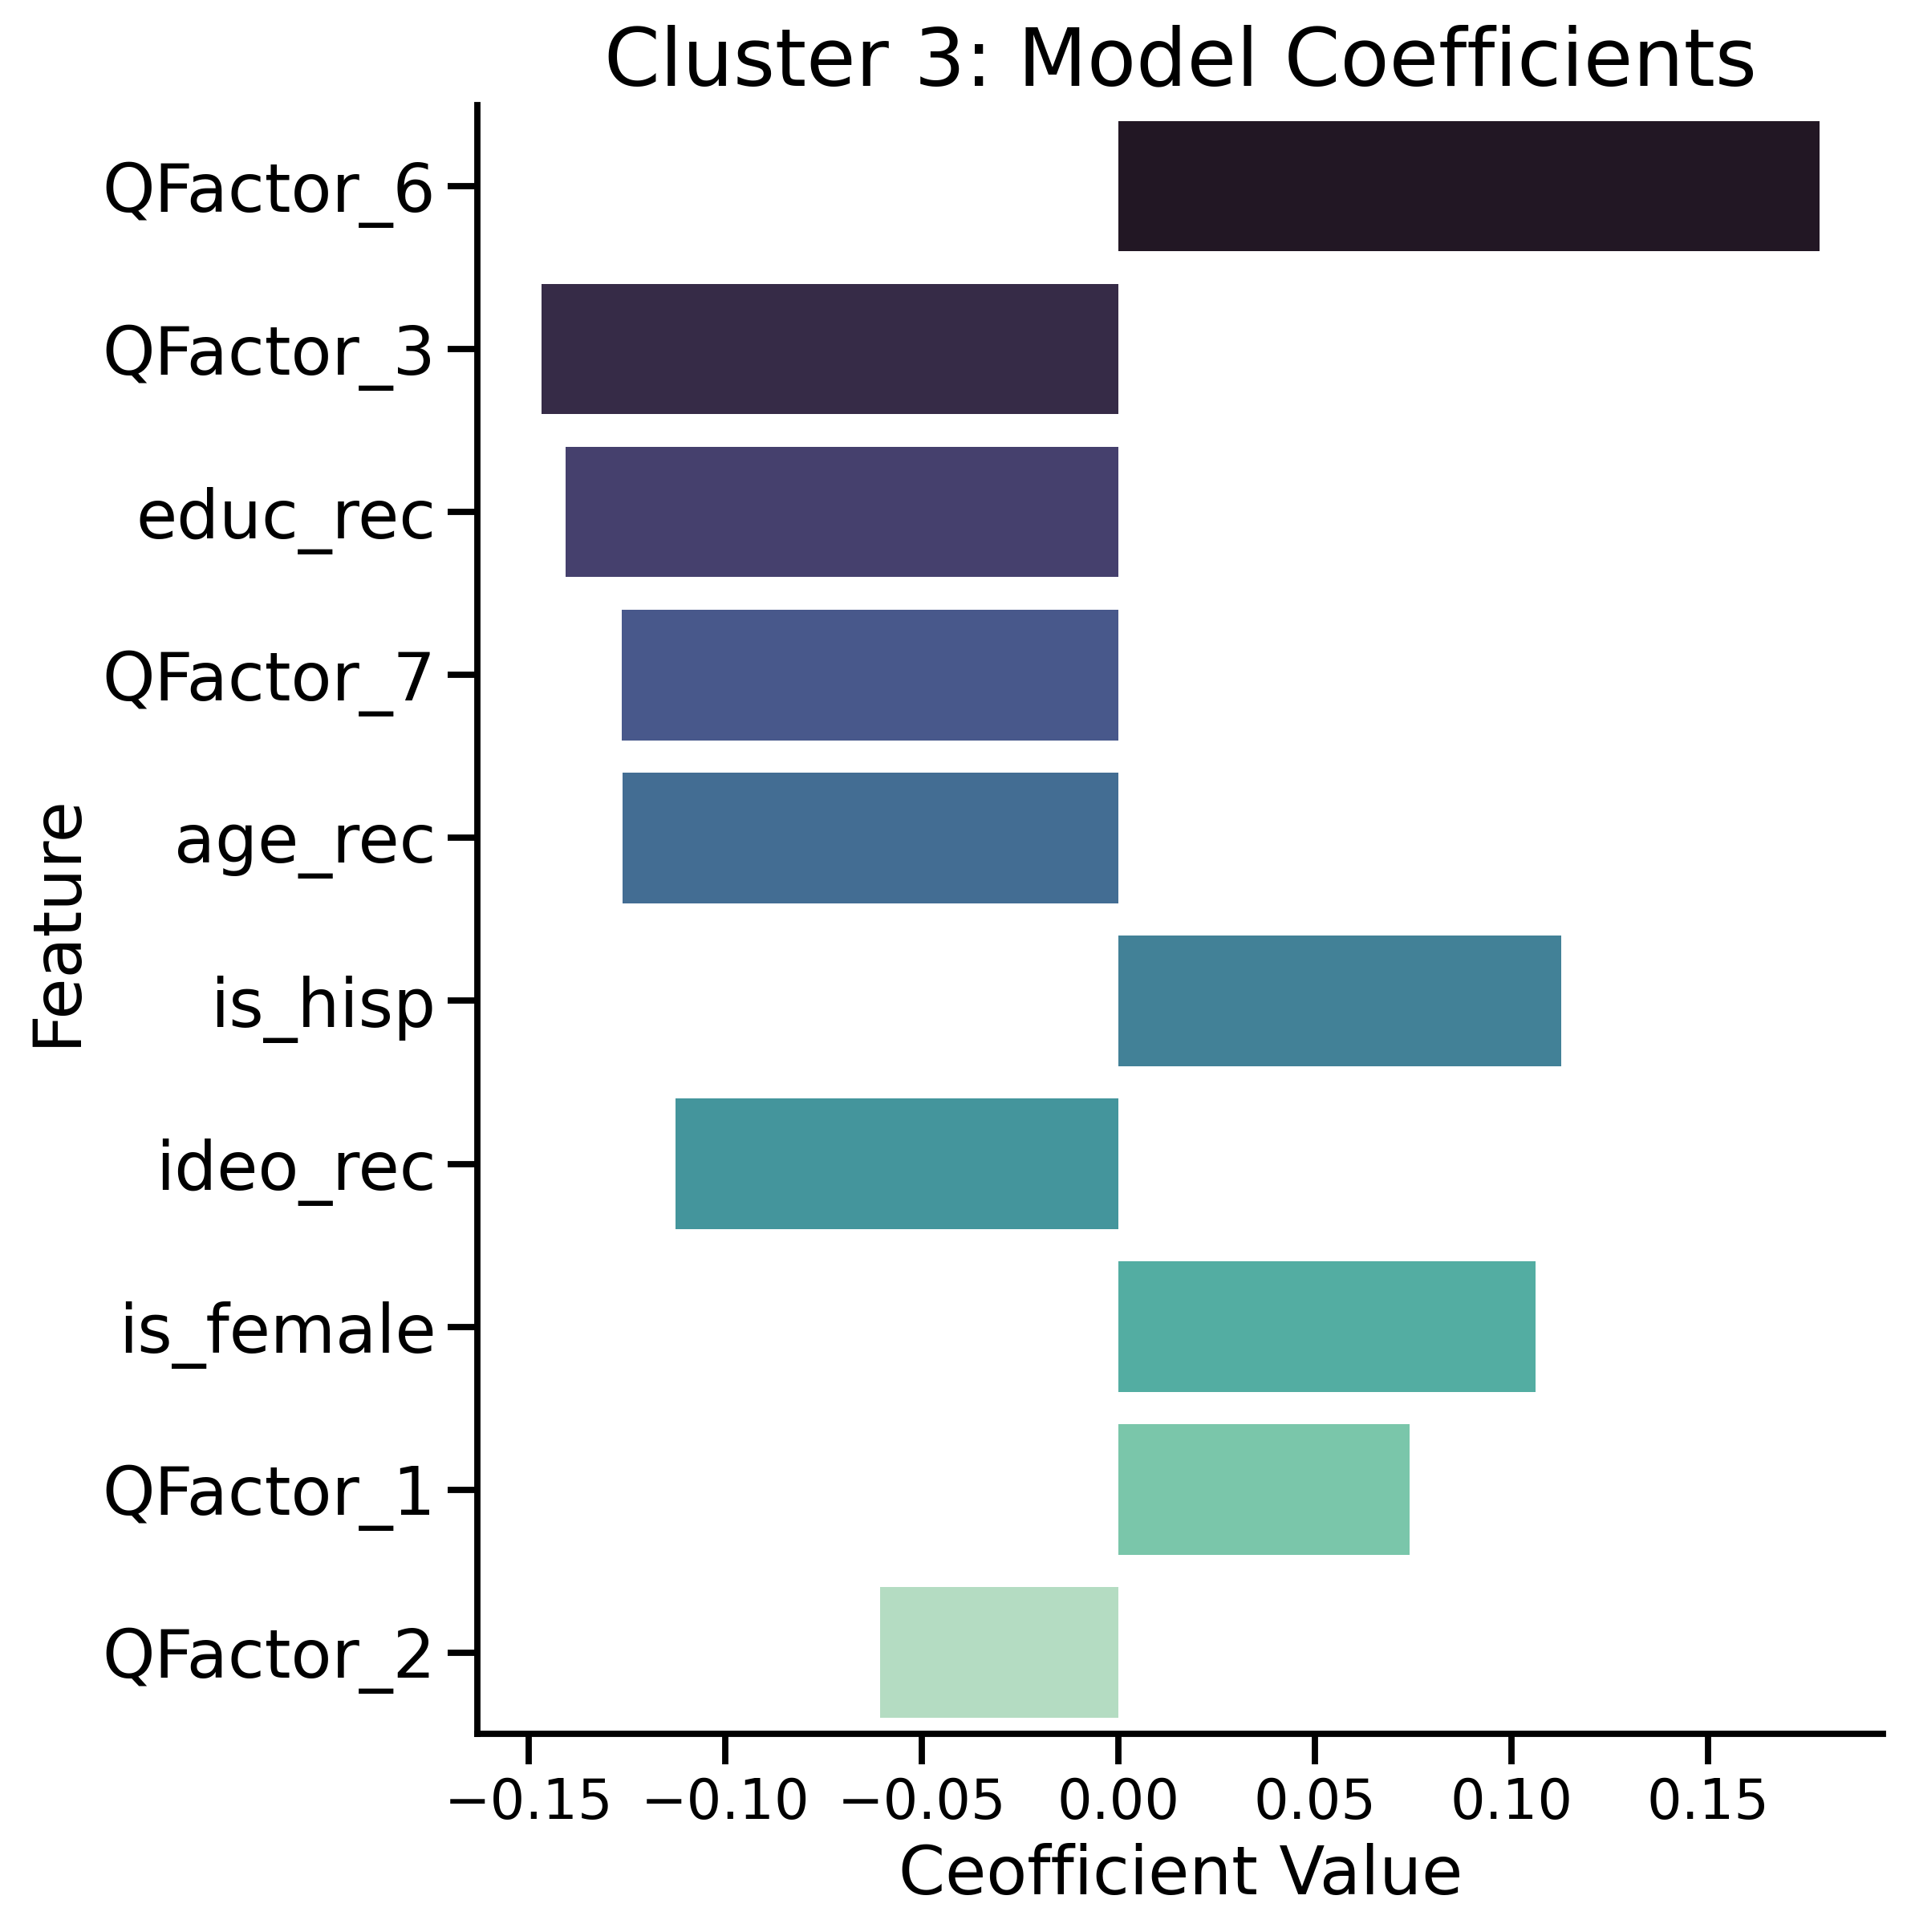 Cluster 3: Model Coefficients
QFactor_6
QFactor_3
educ_rec
QFactor_7
age_rec
is_hisp
ideo_rec
is_female
QFactor_1
QFactor_2
Feature
−0.15 −0.10 −0.05 0.00 0.05 0.10 0.15
Ceofficient Value